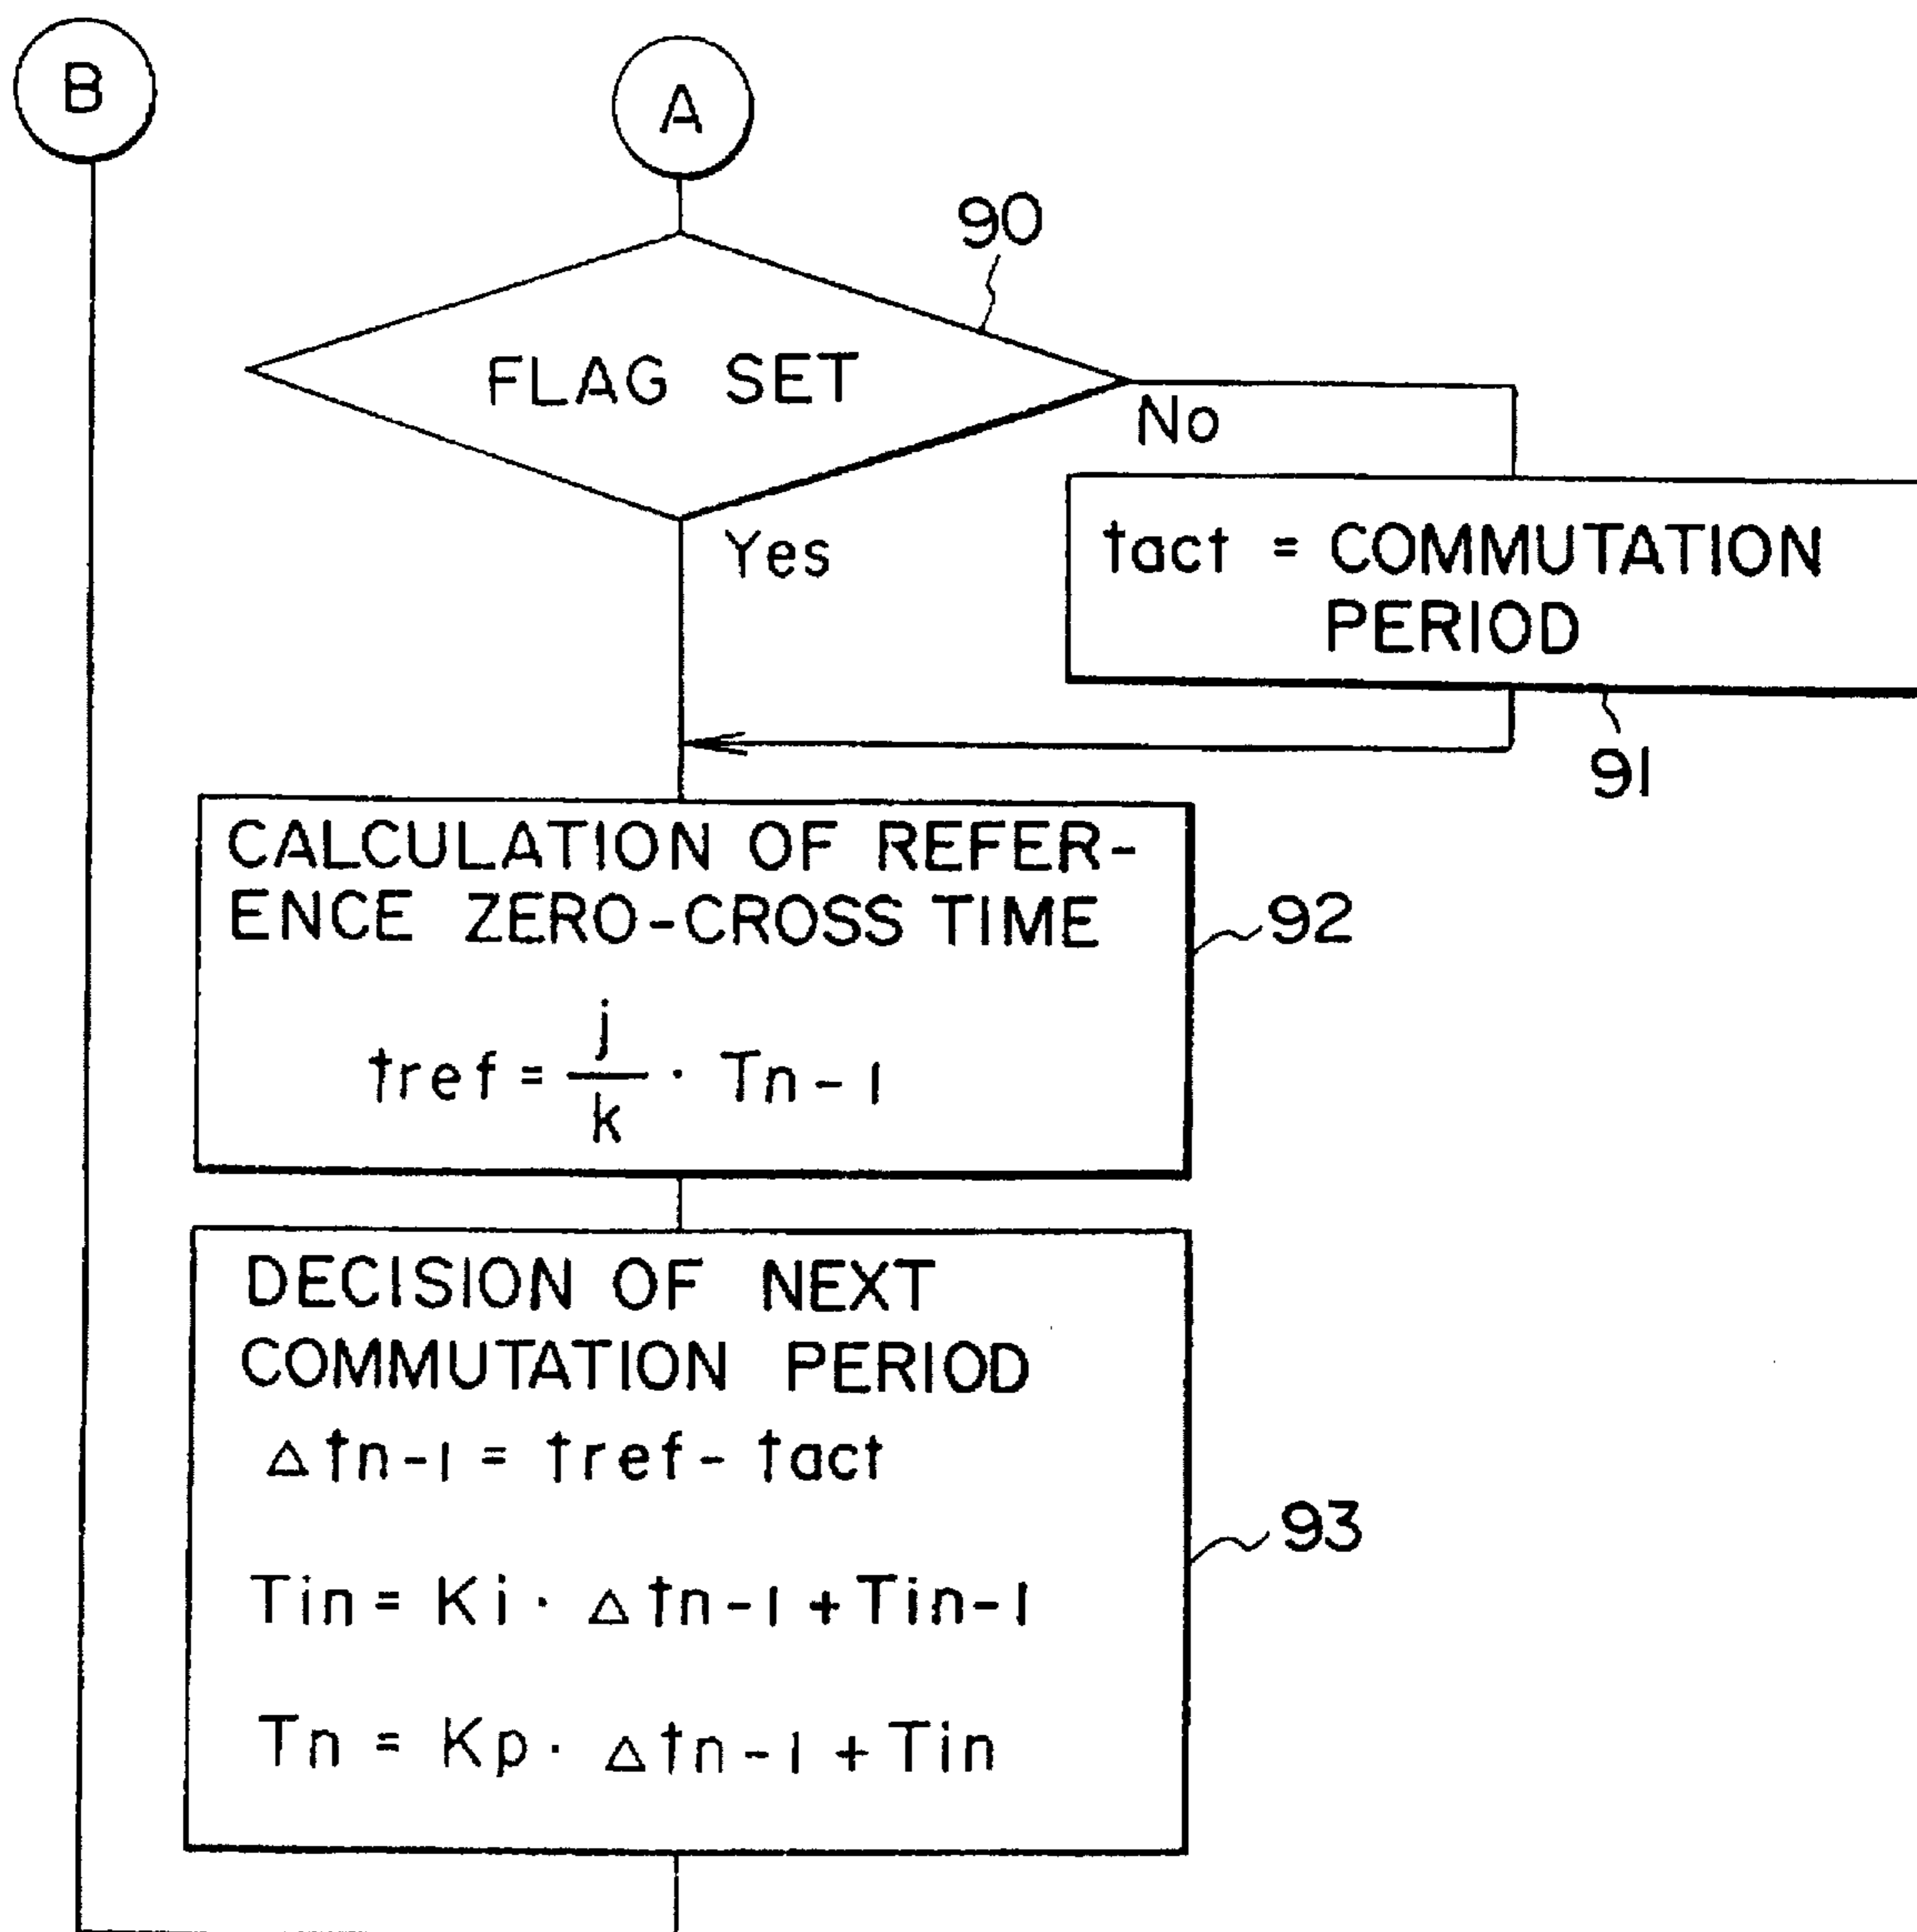 B
A
90
FLAG SET
No
Yes
tact = COMMUTATION
PERIOD
91
CALCULATION OF REFER-
ENCE ZERO-CROSS TIME
92
tref = j/k · Tn-1
DECISION OF NEXT
COMMUTATION PERIOD
Δtn-1 = tref- tact
93
Tin = Ki · Δtn-1 + Tin-1
Tn = Kp · Δtn-1 + Tin